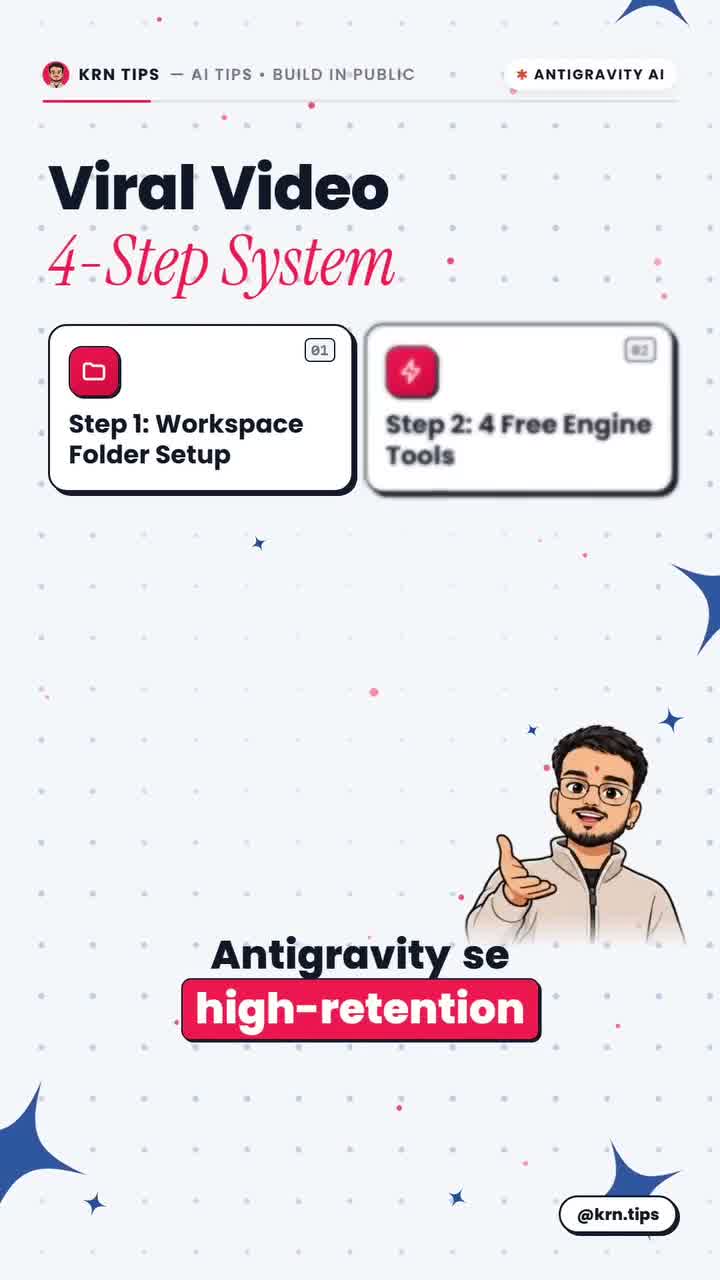 KRN TIPS — AI TIPS • BUILD IN PUBLIC
✱ ANTIGRAVITY AI
Viral Video
4-Step System
01
Step 1: Workspace
Folder Setup
02
Step 2: 4 Free Engine
Tools
Antigravity se
high-retention
@krn.tips